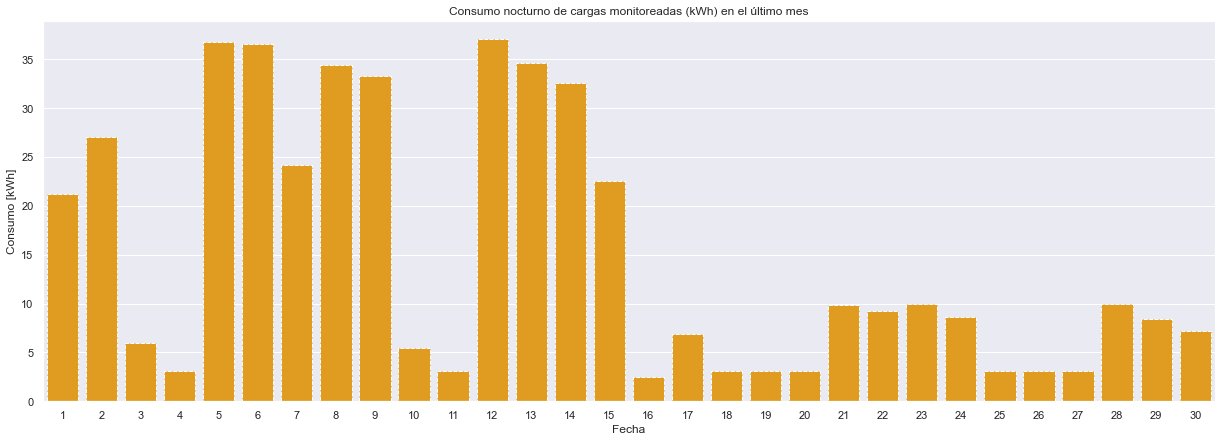 Consumo nocturno de cargas monitoreadas (kWh) en el último mes
Consumo [kWh]
35
30
25
20
15
10
5
0
1 2 3 4 5 6 7 8 9 10 11 12 13 14 15 16 17 18 19 20 21 22 23 24 25 26 27 28 29 30
Fecha